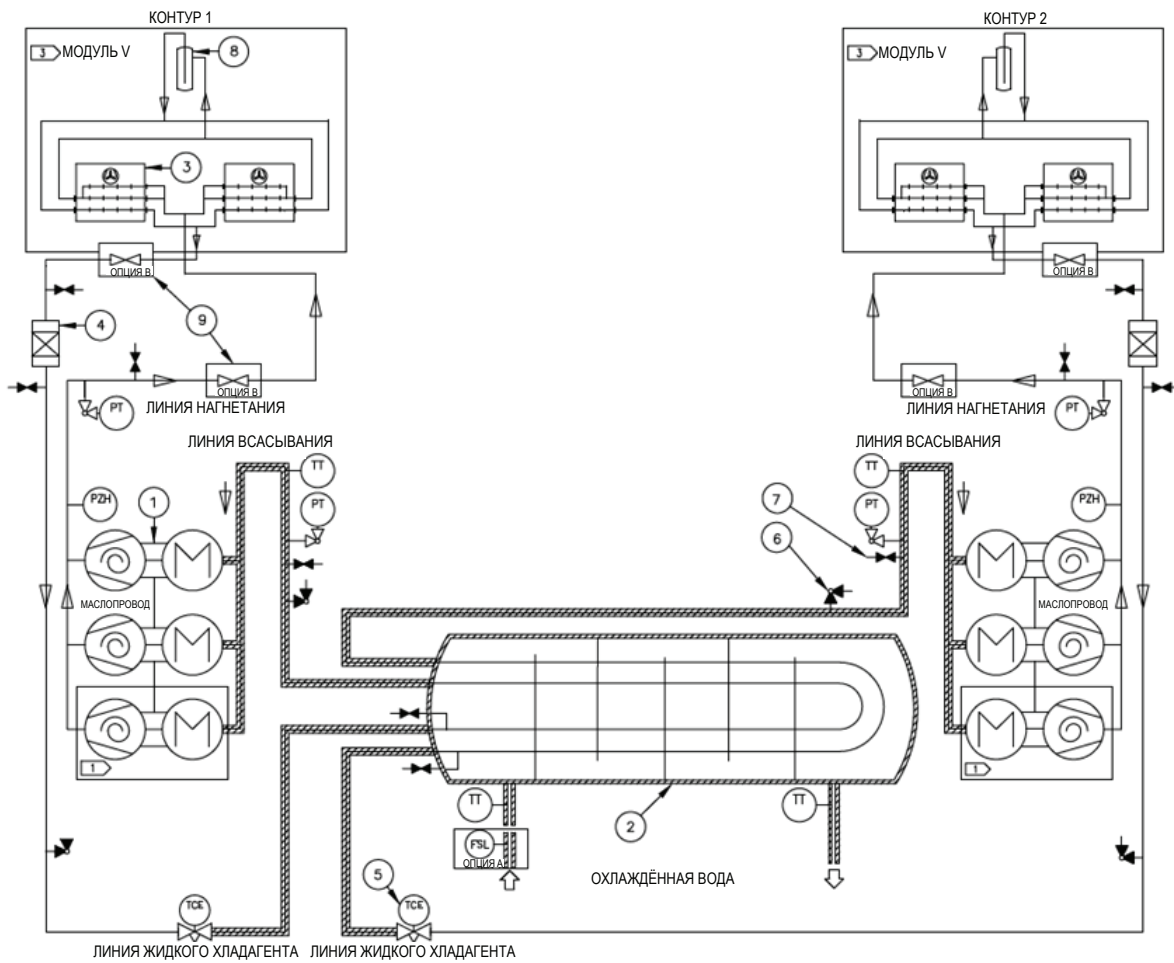 КОНТУР 1
КОНТУР 2
3 МОДУЛЬ V
8
3 МОДУЛЬ V
3
ОПЦИЯ В
ОПЦИЯ В
4
9
ОПЦИЯ В
ОПЦИЯ В
PT
ЛИНИЯ НАГНЕТАНИЯ
ЛИНИЯ НАГНЕТАНИЯ
PT
ЛИНИЯ ВСАСЫВАНИЯ
ЛИНИЯ ВСАСЫВАНИЯ
TT
TT
PZH
1
PT
7
PT
PZH
6
МАСЛОПРОВОД
МАСЛОПРОВОД
1
1
TT
TT
2
FSL
ОПЦИЯ А
5
ОХЛАЖДЁННАЯ ВОДА
TCE
TCE
ЛИНИЯ ЖИДКОГО ХЛАДАГЕНТА
ЛИНИЯ ЖИДКОГО ХЛАДАГЕНТА